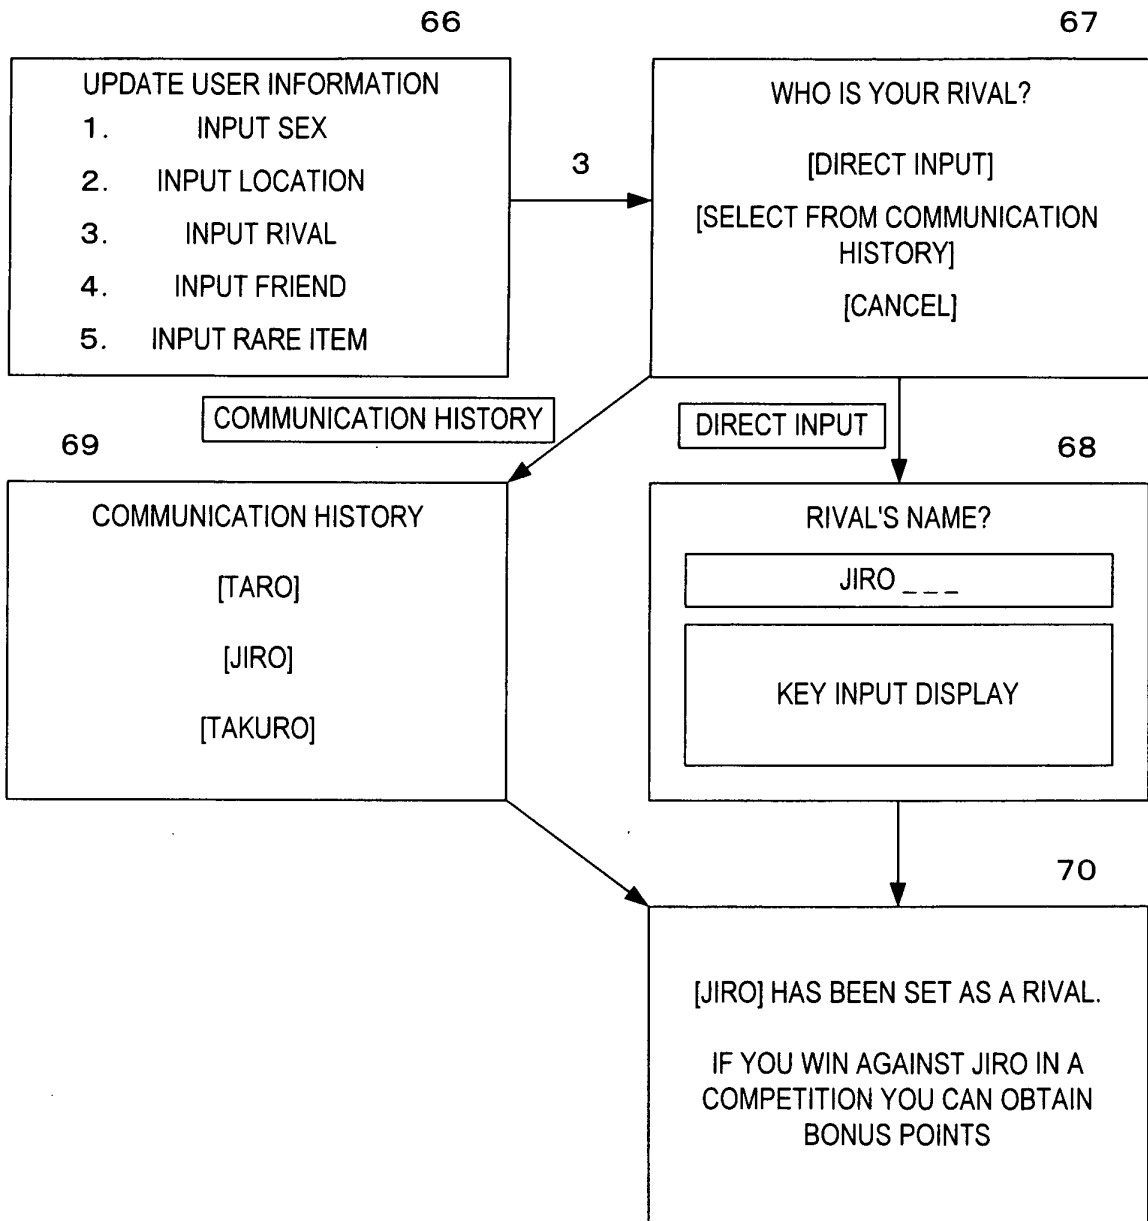 66
UPDATE USER INFORMATION
1. INPUT SEX
2. INPUT LOCATION
3. INPUT RIVAL
4. INPUT FRIEND
5. INPUT RARE ITEM
3
67
WHO IS YOUR RIVAL?
[DIRECT INPUT]
[SELECT FROM COMMUNICATION
HISTORY]
[CANCEL]
COMMUNICATION HISTORY
DIRECT INPUT
69
COMMUNICATION HISTORY
[TARO]
[JIRO]
[TAKURO]
68
RIVAL'S NAME?
JIRO _ _ _
KEY INPUT DISPLAY
70
[JIRO] HAS BEEN SET AS A RIVAL.
IF YOU WIN AGAINST JIRO IN A
COMPETITION YOU CAN OBTAIN
BONUS POINTS